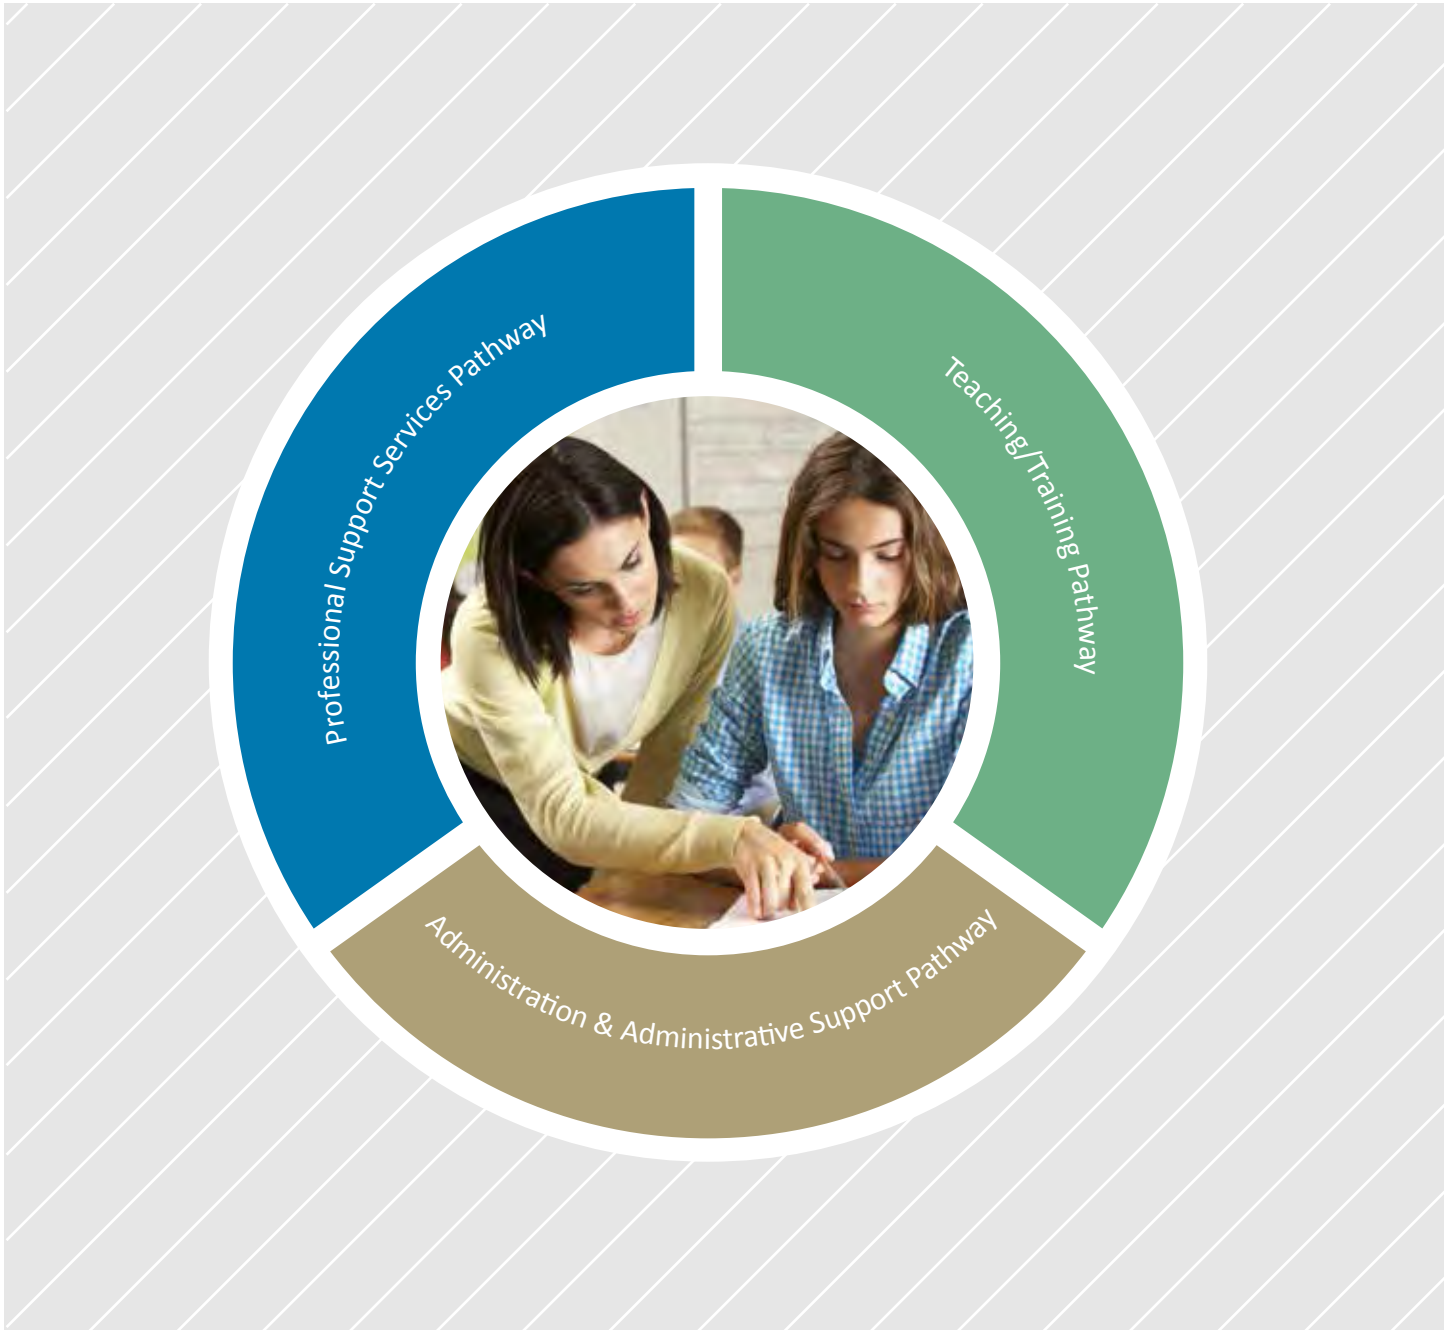 Professional Support Services Pathway
Teaching/Training Pathway
Administration & Administrative Support Pathway